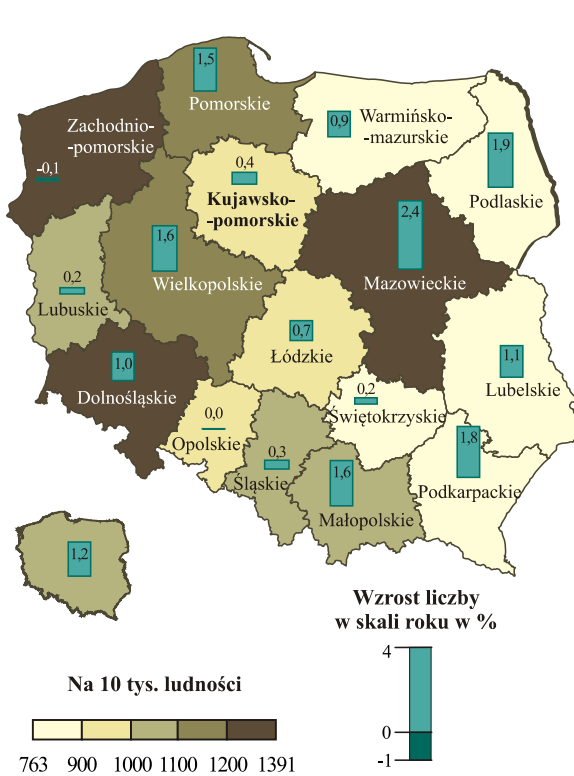 1,5
Pomorskie
Zachodnio-
-pomorskie
-0,1
0,9
Warmińsko-
-mazurskie
1,9
Podlaskie
0,4
Kujawsko-
-pomorskie
2,4
Mazowieckie
1,6
Wielkopolskie
0,2
Lubuskie
0,7
Łódzkie
1,0
Dolnośląskie
1,1
Lubelskie
0,2
Świętokrzyskie
0,0
Opolskie
0,3
Śląskie
1,6
Małopolskie
1,8
Podkarpackie
1,2
Wzrost liczby
w skali roku w %
4
0
-1
Na 10 tys. ludności
763 900 1000 1100 1200 1391